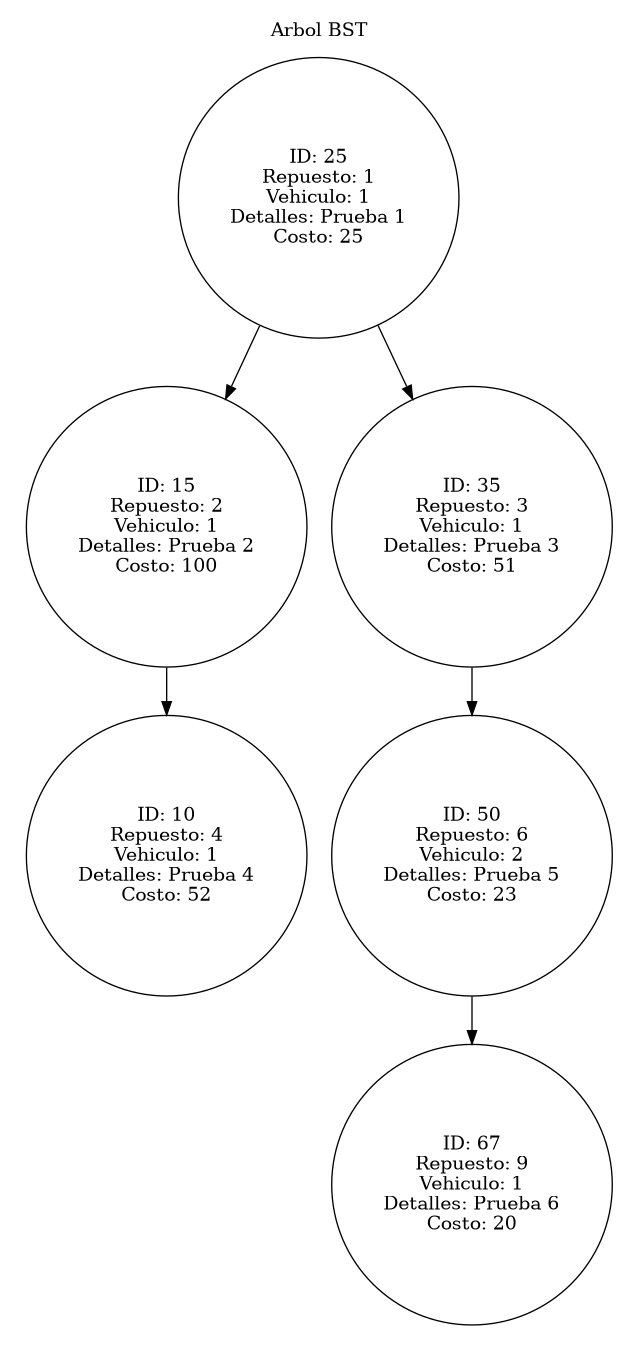 Arbol BST
ID: 25
Repuesto: 1
Vehiculo: 1
Detalles: Prueba 1
Costo: 25
ID: 15
Repuesto: 2
Vehiculo: 1
Detalles: Prueba 2
Costo: 100
ID: 35
Repuesto: 3
Vehiculo: 1
Detalles: Prueba 3
Costo: 51
ID: 10
Repuesto: 4
Vehiculo: 1
Detalles: Prueba 4
Costo: 52
ID: 50
Repuesto: 6
Vehiculo: 2
Detalles: Prueba 5
Costo: 23
ID: 67
Repuesto: 9
Vehiculo: 1
Detalles: Prueba 6
Costo: 20